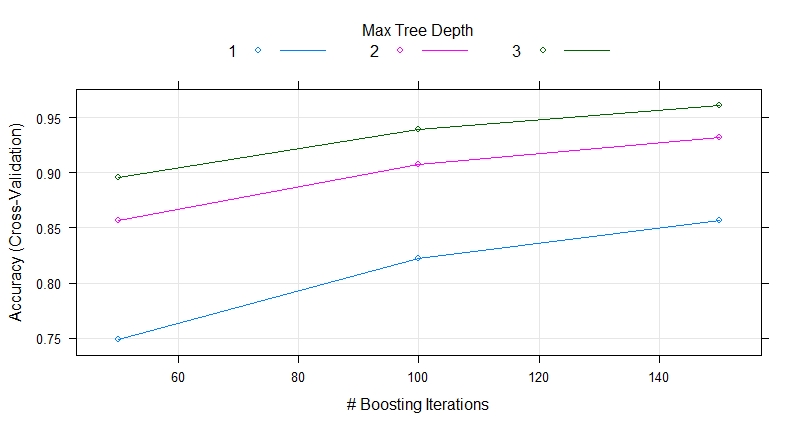 Max Tree Depth
1 2 3
Accuracy (Cross-Validation)
0.95
0.90
0.85
0.80
0.75
60 80 100 120 140
# Boosting Iterations